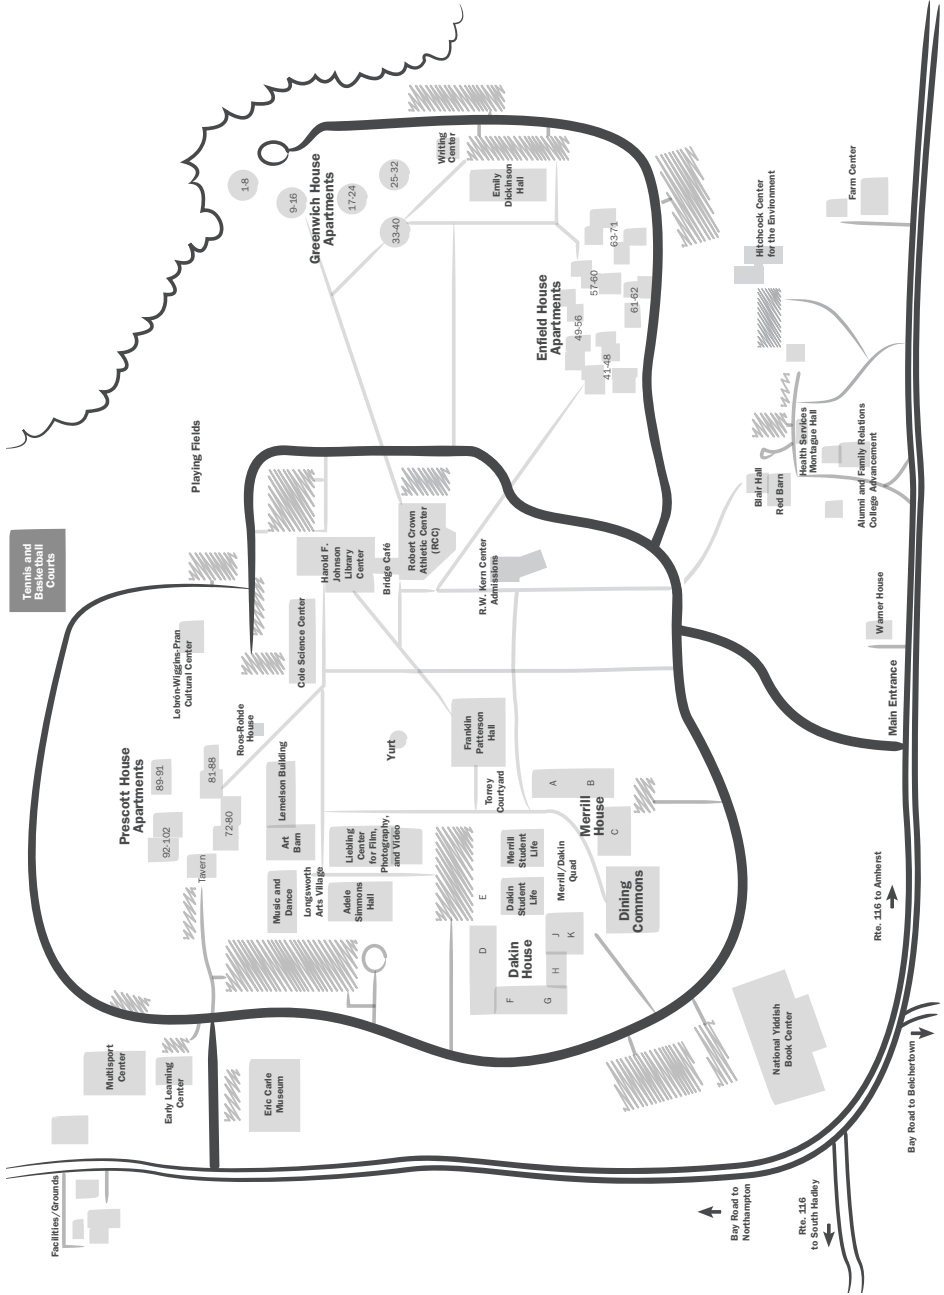 Tennis and
Basketball
Courts
Playing Fields
Greenwich House
Apartments
1-8
9-16
17-24
25-32
33-40
Writing
Center
Emily
Dickinson
Hall
Enfield House
Apartments
63-71
57-60
61-62
49-56
41-48
Hitchcock Center
for the Environment
Farm Center
Health Services
Montague Hall
Alumni and Family Relations
College Advancement
Blair Hall
Red Barn
Warner House
Main Entrance
Harold F.
Johnson
Library
Center
Bridge Café
Robert Crown
Athletic Center
(RCC)
R.W. Kern Center
Admissions
Cole Science Center
Lebrón-Wiggins-Pran
Cultural Center
Roos-Rohde
House
Prescott House
Apartments
89-91
81-88
92-102
72-80
Tavern
Lemelson Building
Art
Barn
Yurt
Franklin
Patterson
Hall
Torrey
Courtyard
Liebling
Center
for Film,
Photography,
and Video
Longsworth
Arts Village
Music and
Dance
Adele
Simmons
Hall
Merrill
House
A
B
C
Merrill
Student
Life
Dakin
Student
Life
Merrill/Dakin
Quad
Dining
Commons
Dakin
House
D
E
F
G
H
J
K
Multisport
Center
Early Learning
Center
Eric Carle
Museum
National Yiddish
Book Center
Facilities/Grounds
Rte. 116 to Amherst
Bay Road to Belchertown
Bay Road to
Northampton
Rte. 116
to South Hadley